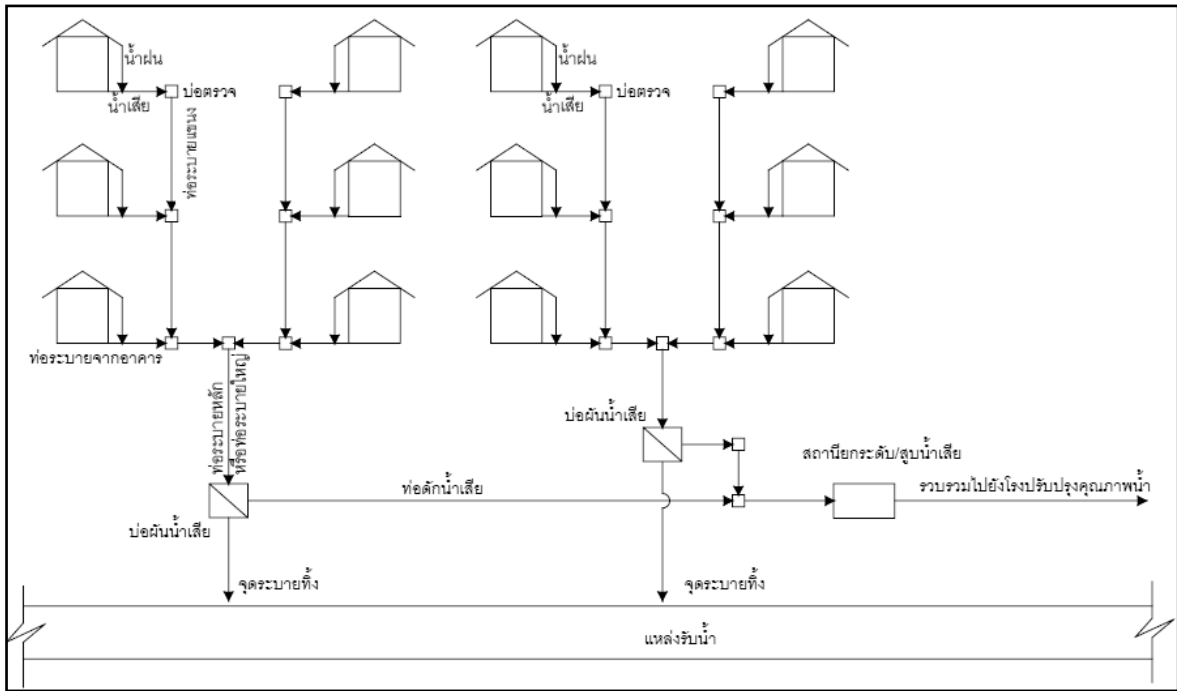 น้ำฝน
น้ำฝน
บ่อตรวจ
บ่อตรวจ
น้ำเสีย
น้ำเสีย
ท่อระบายแขนง
ท่อระบายจากอาคาร
ท่อระบายหลัก
หรือท่อระบายใหญ่
บ่อผันน้ำเสีย
สถานียกระดับ/สูบน้ำเสีย
ท่อดักน้ำเสีย
รวบรวมไปยังโรงปรับปรุงคุณภาพน้ำ
บ่อผันน้ำเสีย
จุดระบายทิ้ง
จุดระบายทิ้ง
แหล่งรับน้ำ